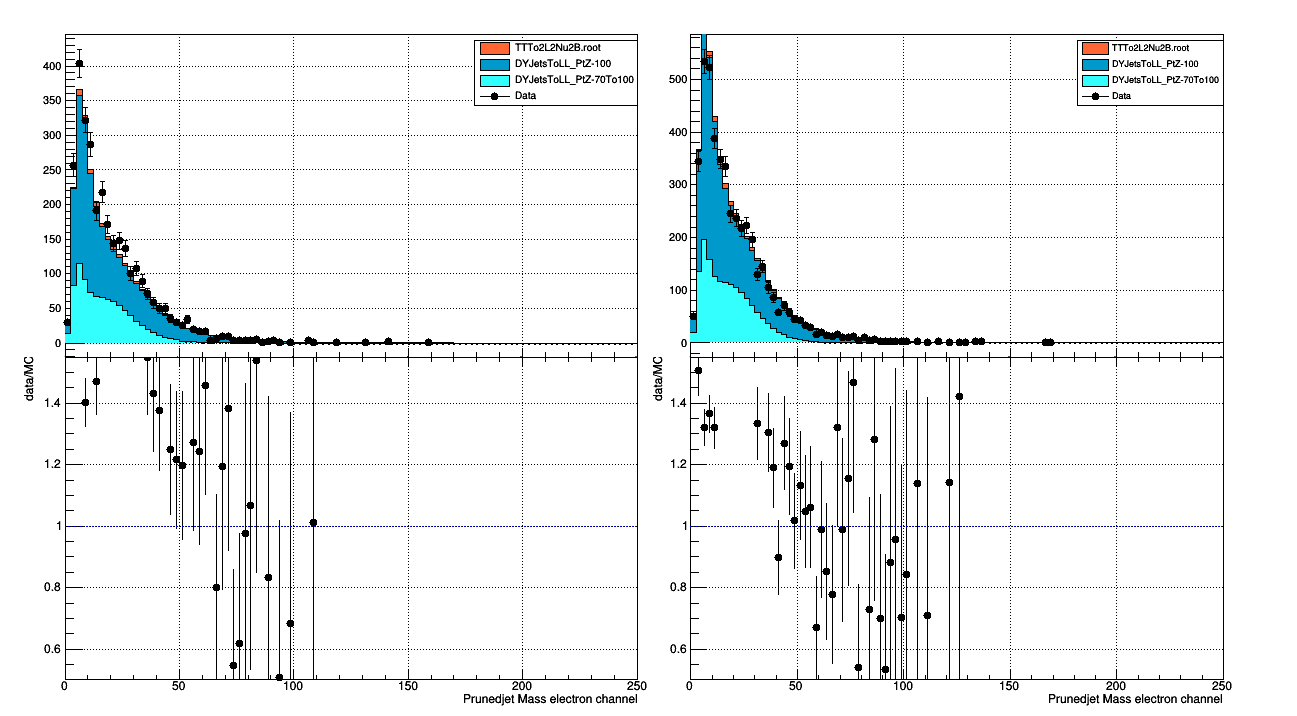 TTTo2L2Nu2B.root
DYJetsToLL_PtZ-100
DYJetsToLL_PtZ-70To100
Data
400
350
300
250
200
150
100
50
0
data/MC
1.4
1.2
1
0.8
0.6
0 50 100 150 200 250
Prunedjet Mass electron channel
TTTo2L2Nu2B.root
DYJetsToLL_PtZ-100
DYJetsToLL_PtZ-70To100
Data
500
400
300
200
100
0
data/MC
1.4
1.2
1
0.8
0.6
0 50 100 150 200 250
Prunedjet Mass electron channel